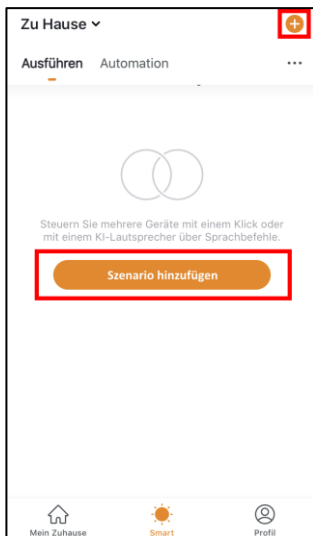 Zu Hause
Ausführen Automation
Steuern Sie mehrere Geräte mit einem Klick oder
mit einem KI-Lautsprecher über Sprachbefehle.
Szenario hinzufügen
Mein Zuhause Smart Profil